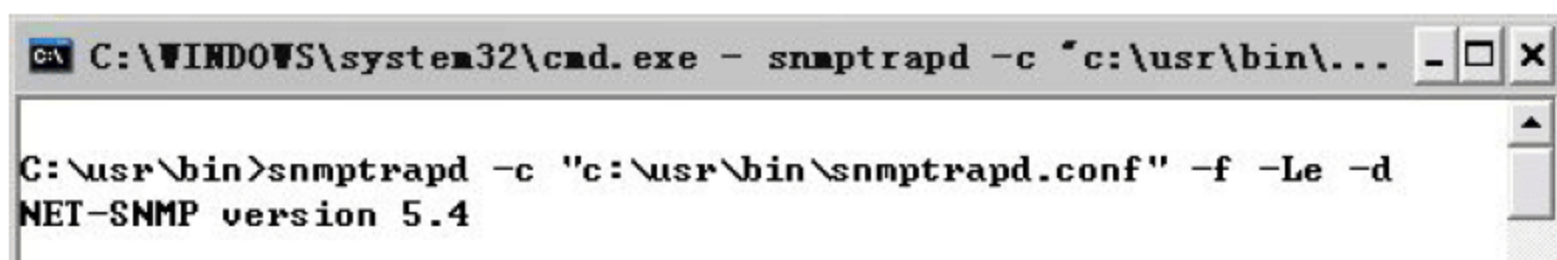 C:\WINDOWS\system32\cmd.exe - snmptrapd -c "c:\usr\bin\...
C:\usr\bin>snmptrapd -c "c:\usr\bin\snmptrapd.conf" -f -Le -d
NET-SNMP version 5.4